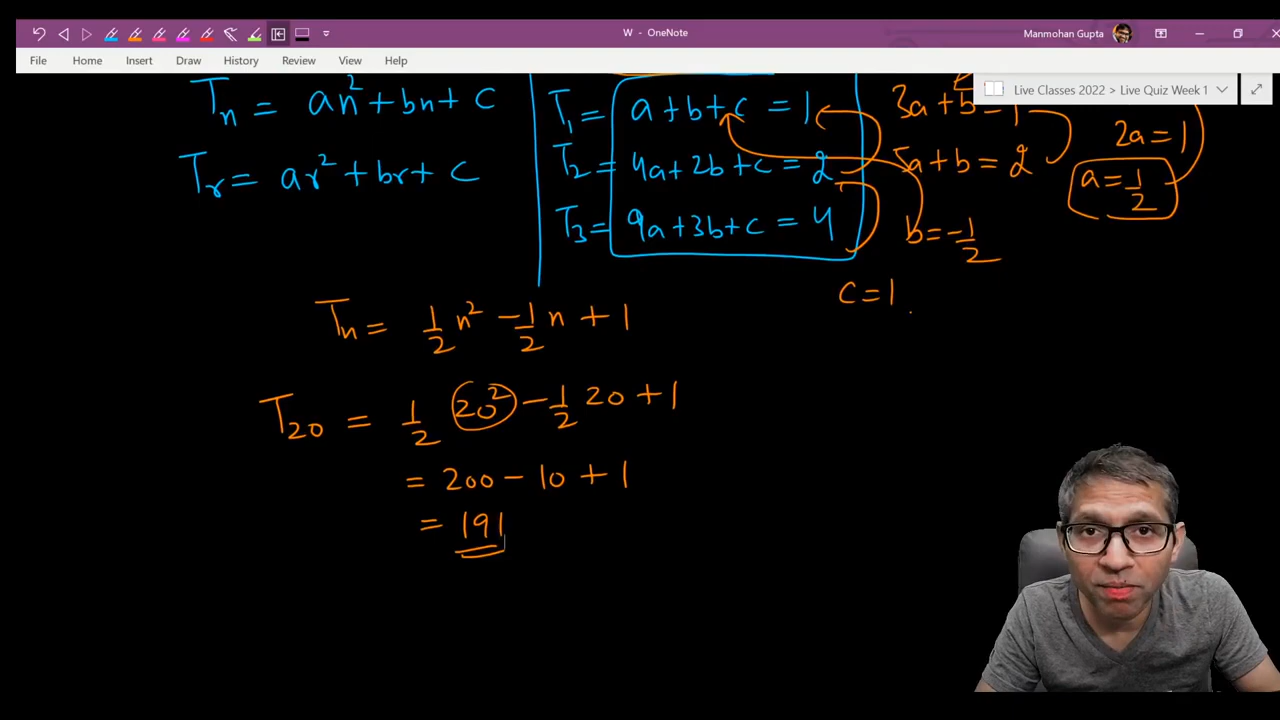 W - OneNote
Manmohan Gupta
File Home Insert Draw History Review View Help
Live Classes 2022 > Live Quiz Week 1
Tn = an² + bn + c
Tr = ar² + br + c
T1 = a + b + c = 1
T2 = 4a + 2b + c = 2
T3 = 9a + 3b + c = 4
3a + b = 1
5a + b = 2
2a = 1
a = 1/2
b = -1/2
c = 1
Tn = 1/2 n² - 1/2 n + 1
T20 = 1/2 20² - 1/2 20 + 1
= 200 - 10 + 1
= 191